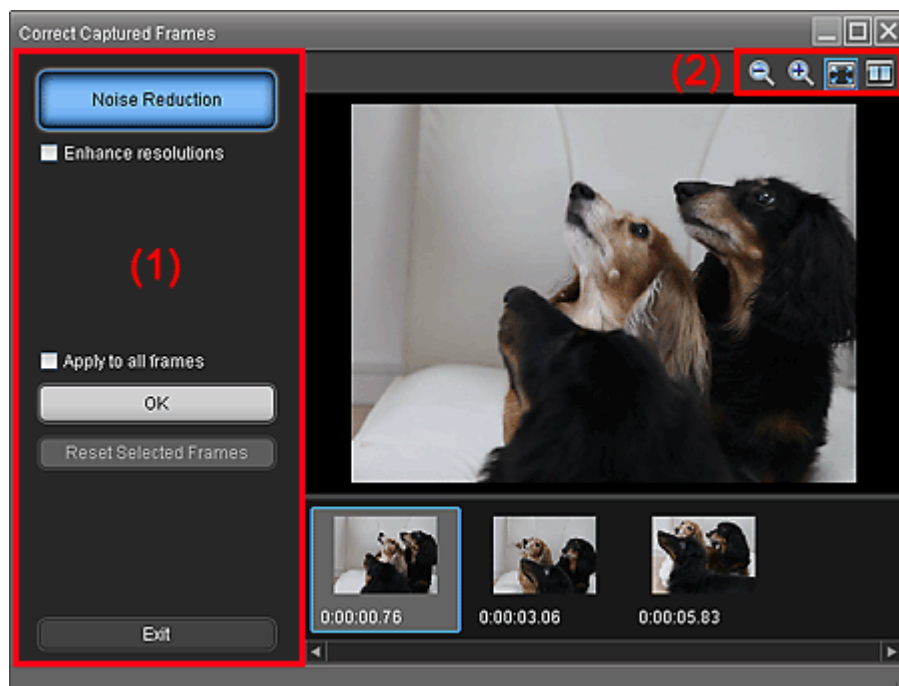 Correct Captured Frames
(2)
Noise Reduction
Enhance resolutions
(1)
Apply to all frames
OK
Reset Selected Frames
0:00:00.76
0:00:03.06
0:00:05.83
Exit